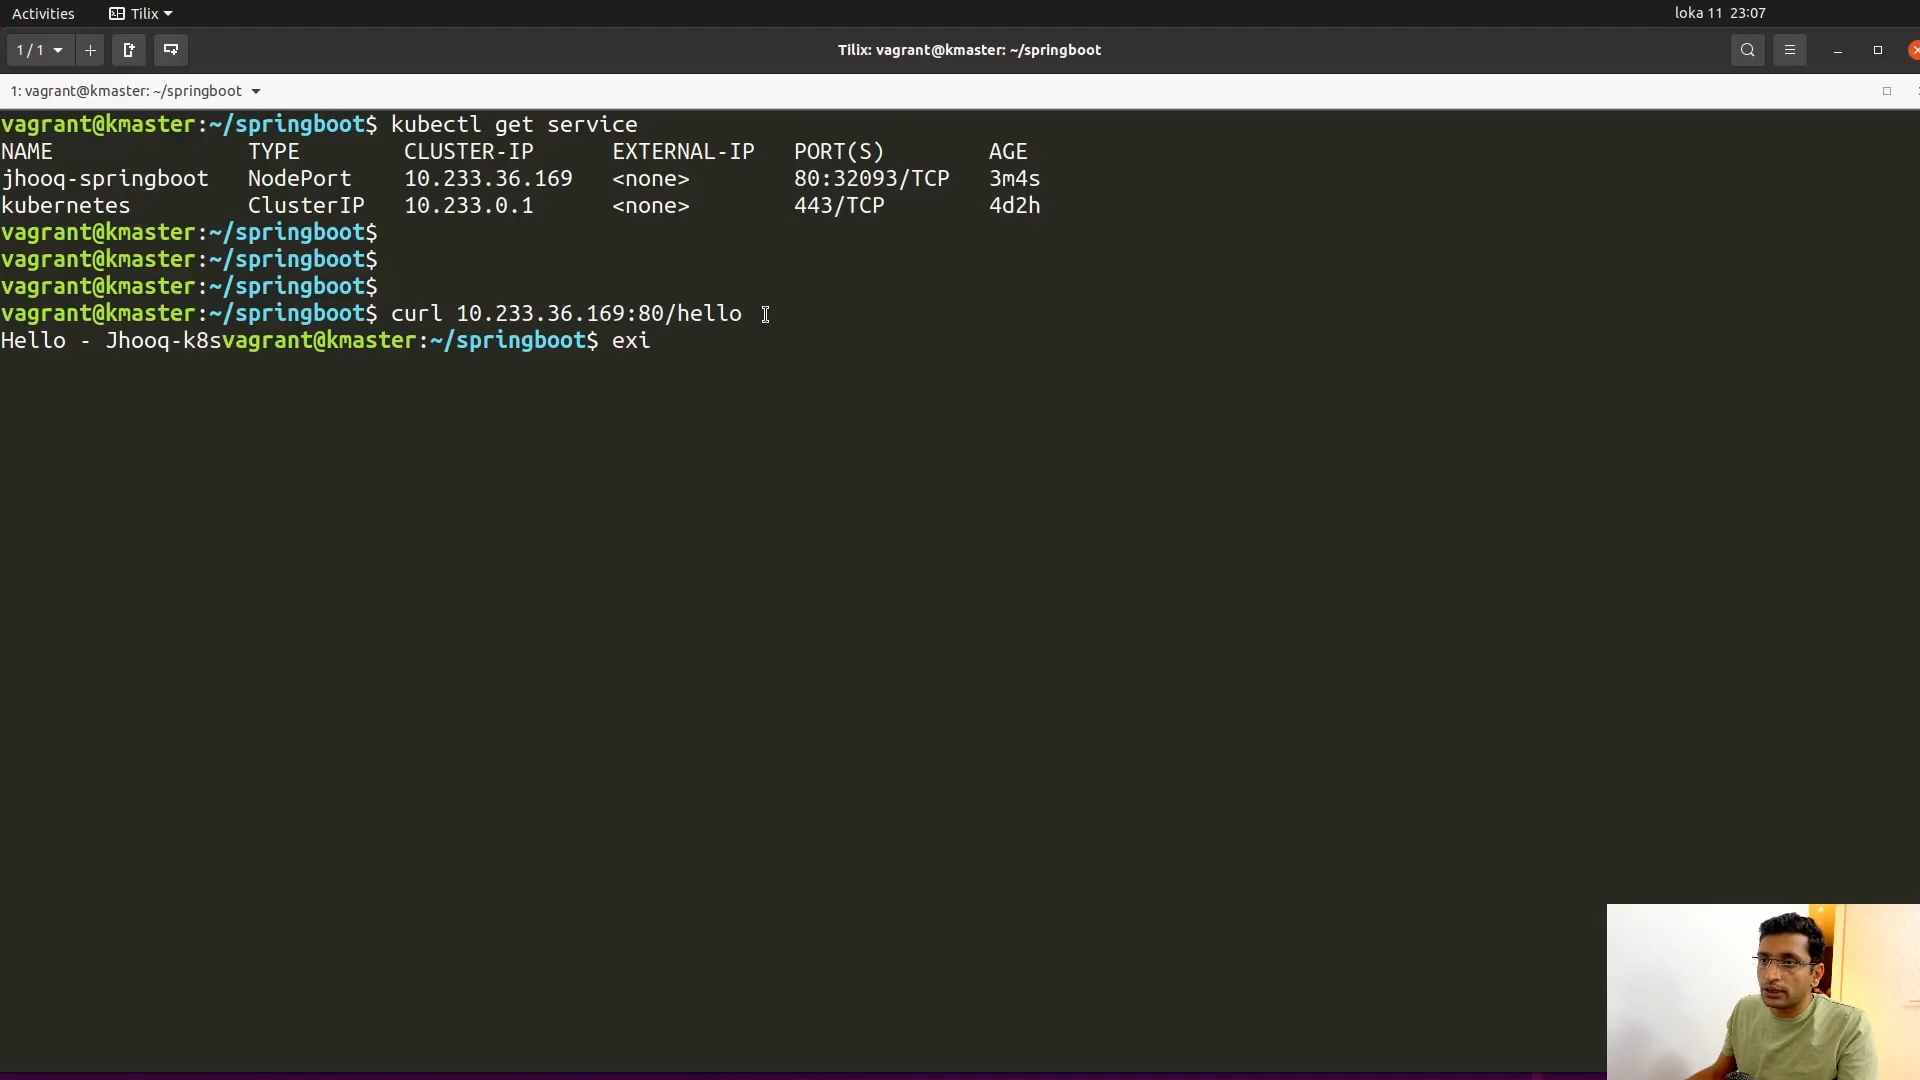 Activities Tilix loka 11 23:07
1 / 1 Tilix: vagrant@kmaster: ~/springboot
1: vagrant@kmaster: ~/springboot
vagrant@kmaster:~/springboot$ kubectl get service
NAME TYPE CLUSTER-IP EXTERNAL-IP PORT(S) AGE
jhooq-springboot NodePort 10.233.36.169 <none> 80:32093/TCP 3m4s
kubernetes ClusterIP 10.233.0.1 <none> 443/TCP 4d2h
vagrant@kmaster:~/springboot$
vagrant@kmaster:~/springboot$
vagrant@kmaster:~/springboot$
vagrant@kmaster:~/springboot$ curl 10.233.36.169:80/hello
Hello - Jhooq-k8svagrant@kmaster:~/springboot$ exi